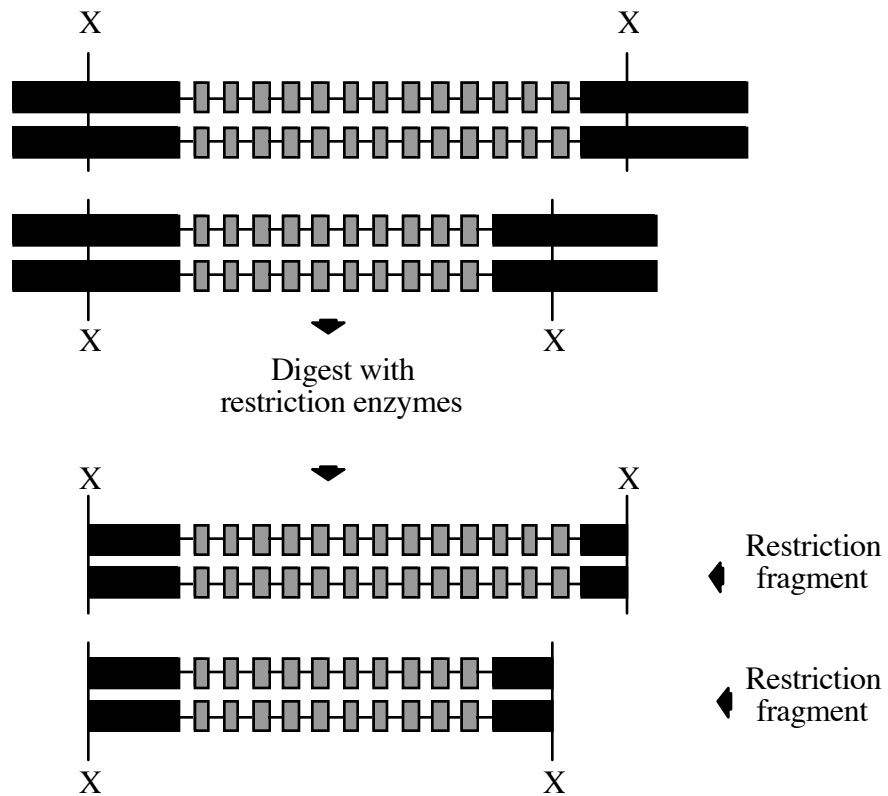 X X
X X
Digest with
restriction enzymes
X X
Restriction
fragment
Restriction
fragment
X X